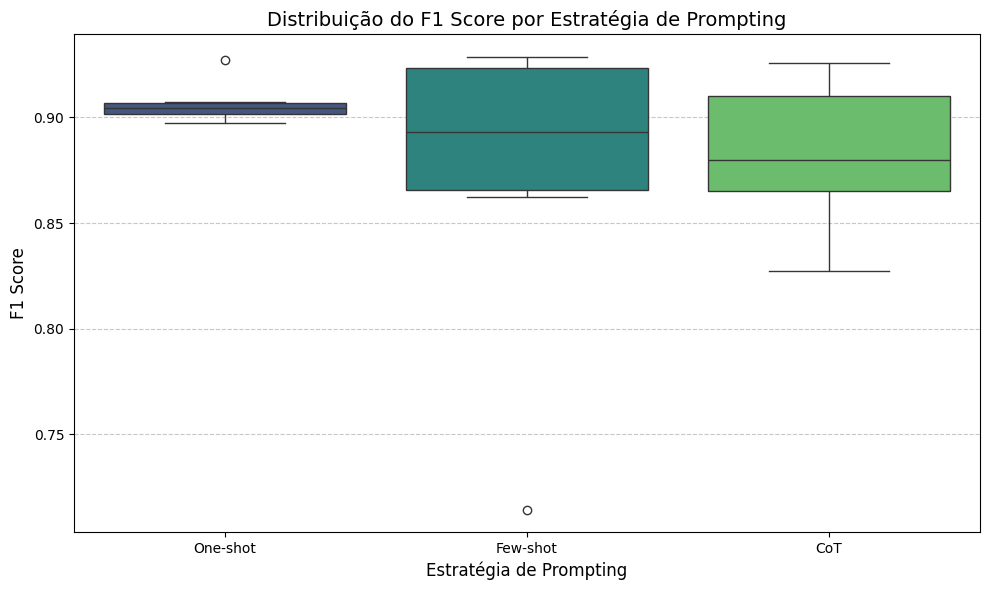 Distribuição do F1 Score por Estratégia de Prompting
F1 Score
0.90
0.85
0.80
0.75
One-shot
Few-shot
CoT
Estratégia de Prompting